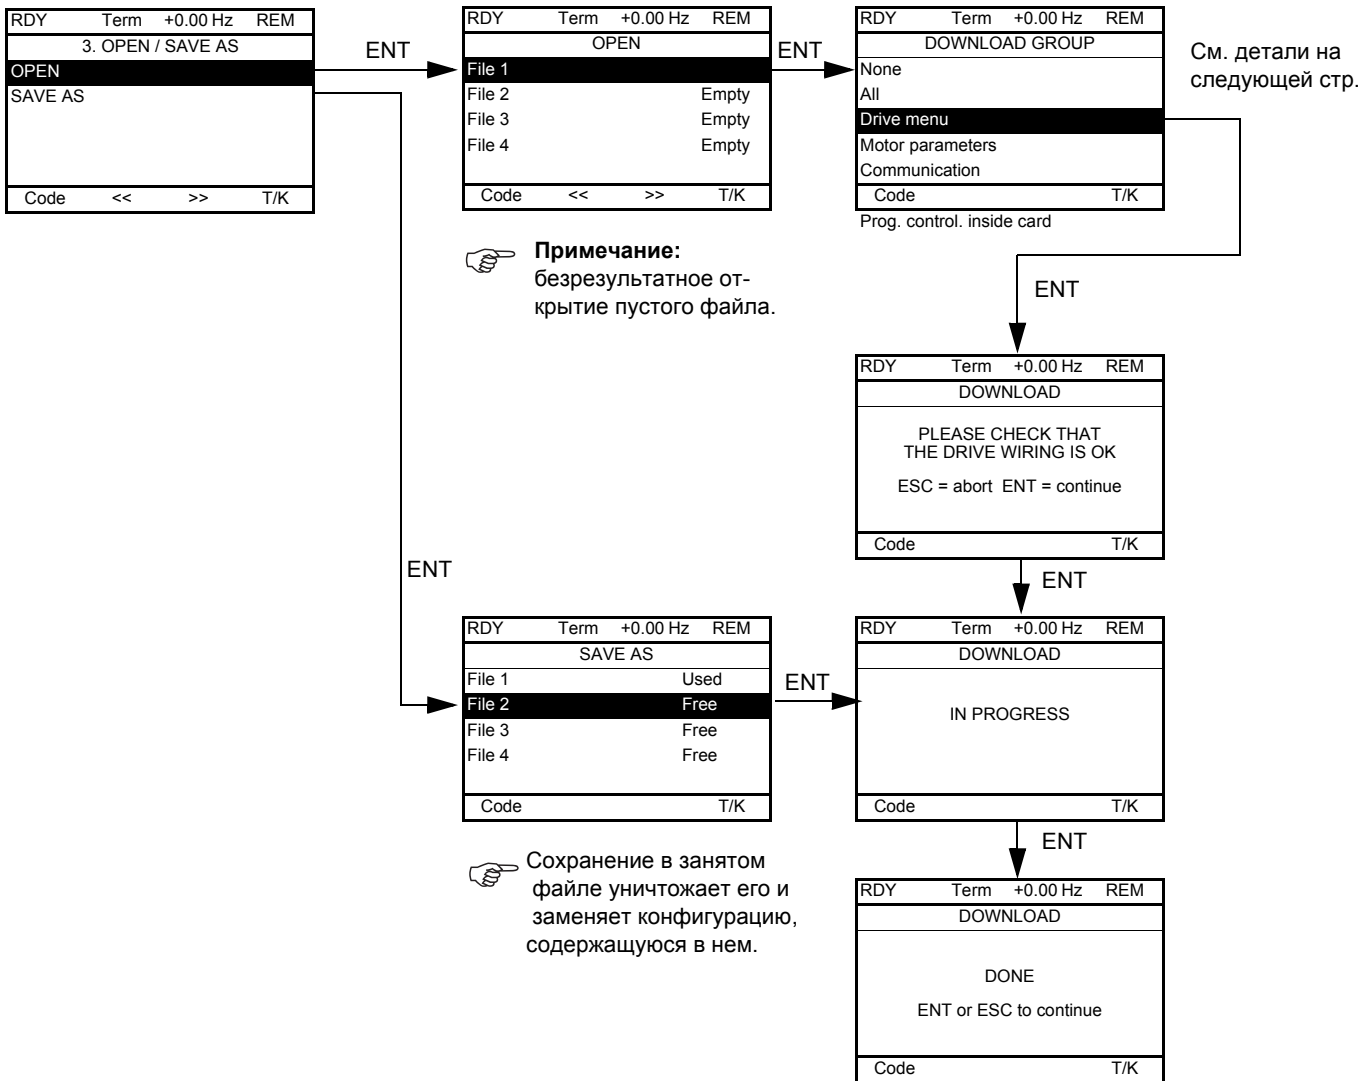 RDY Term +0.00 Hz REM
3. OPEN / SAVE AS
OPEN
SAVE AS
Code << >> T/K
ENT
RDY Term +0.00 Hz REM
OPEN
File 1
File 2 Empty
File 3 Empty
File 4 Empty
Code << >> T/K
ENT
RDY Term +0.00 Hz REM
DOWNLOAD GROUP
None
All
Drive menu
Motor parameters
Communication
Code T/K
Prog. control. inside card
См. детали на
следующей стр.
Примечание:
безрезультатное от-
крытие пустого файла.
ENT
RDY Term +0.00 Hz REM
DOWNLOAD
PLEASE CHECK THAT
THE DRIVE WIRING IS OK
ESC = abort ENT = continue
Code T/K
ENT
ENT
RDY Term +0.00 Hz REM
SAVE AS
File 1 Used
File 2 Free
File 3 Free
File 4 Free
Code T/K
ENT
RDY Term +0.00 Hz REM
DOWNLOAD
IN PROGRESS
Code T/K
Сохранение в занятом
файле уничтожает его и
заменяет конфигурацию,
содержащуюся в нем.
ENT
RDY Term +0.00 Hz REM
DOWNLOAD
DONE
ENT or ESC to continue
Code T/K